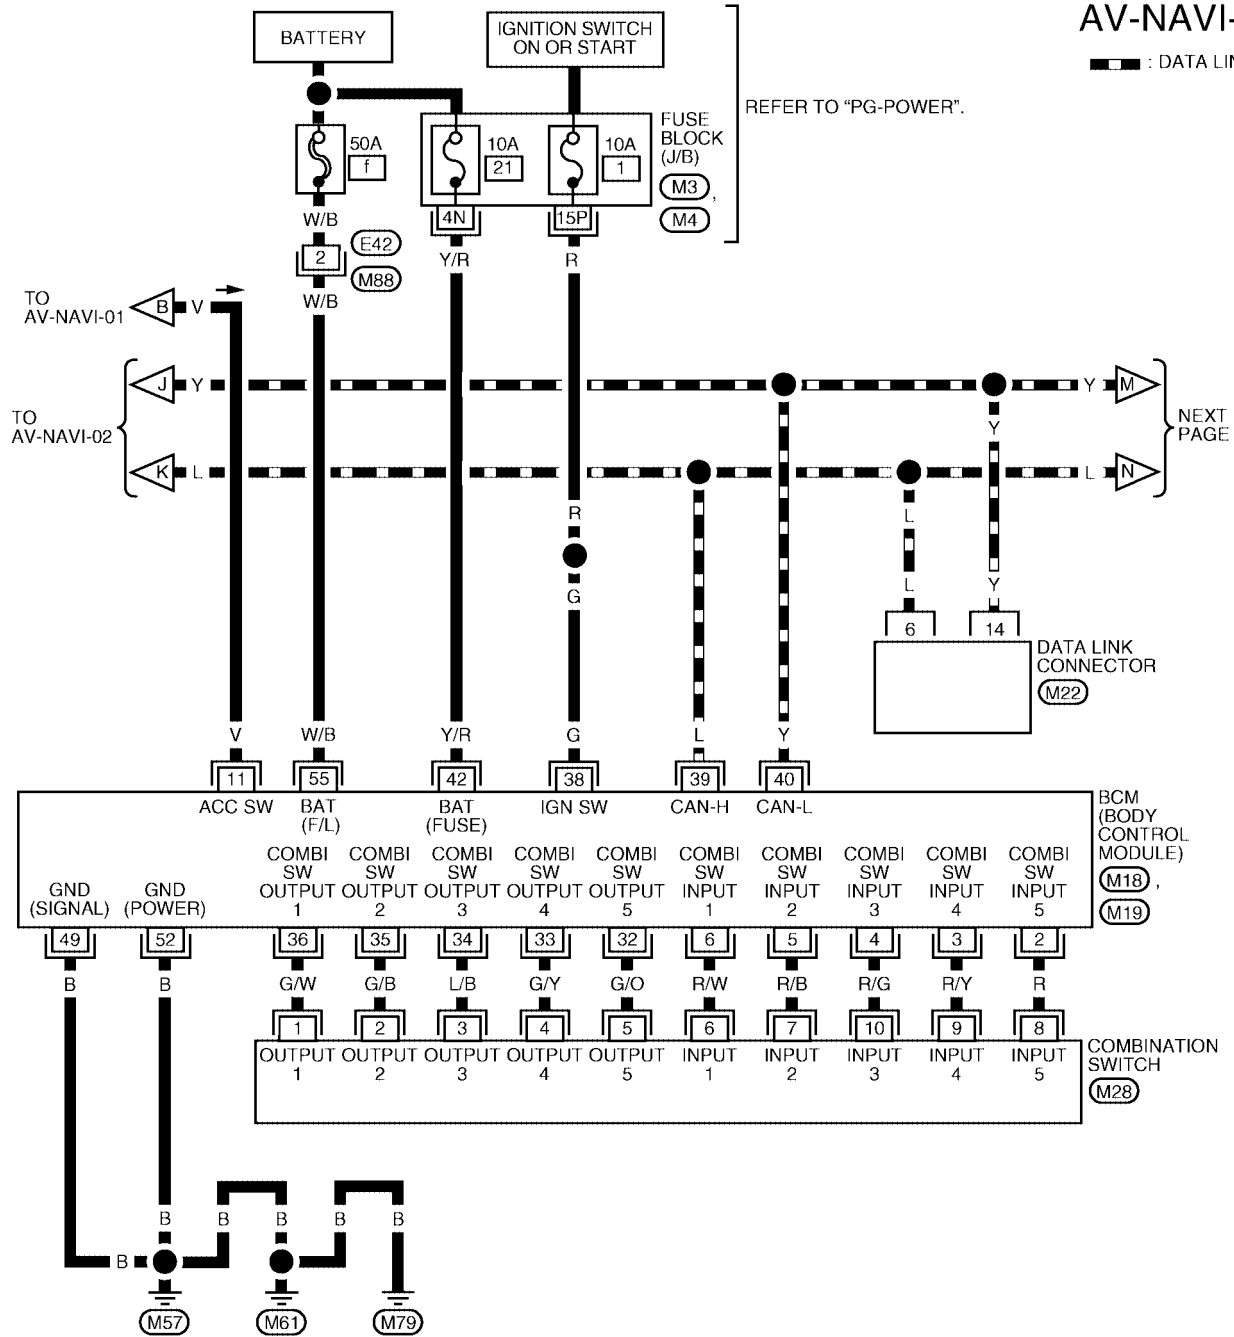 AV-NAVI-
: DATA LIN
BATTERY
IGNITION SWITCH
ON OR START
REFER TO “PG-POWER”.
50A
f
10A
21
10A
1
FUSE
BLOCK
(J/B)
M3 ,
M4
4N
15P
W/B
2
E42
M88
W/B
Y/R
R
TO
AV-NAVI-01
B
V
TO
AV-NAVI-02
J
Y
Y
M
K
L
L
N
NEXT
PAGE
Y
L
R
G
L
Y
6
14
DATA LINK
CONNECTOR
M22
V
W/B
Y/R
G
L
Y
11
55
42
38
39
40
ACC SW
BAT
(F/L)
BAT
(FUSE)
IGN SW
CAN-H
CAN-L
BCM
(BODY
CONTROL
MODULE)
M18 ,
M19
GND
(SIGNAL)
GND
(POWER)
COMBI
SW
OUTPUT
1
COMBI
SW
OUTPUT
2
COMBI
SW
OUTPUT
3
COMBI
SW
OUTPUT
4
COMBI
SW
OUTPUT
5
COMBI
SW
INPUT
1
COMBI
SW
INPUT
2
COMBI
SW
INPUT
3
COMBI
SW
INPUT
4
COMBI
SW
INPUT
5
49
52
36
35
34
33
32
6
5
4
3
2
B
B
G/W
G/B
L/B
G/Y
G/O
R/W
R/B
R/G
R/Y
R
1
2
3
4
5
6
7
10
9
8
OUTPUT
1
OUTPUT
2
OUTPUT
3
OUTPUT
4
OUTPUT
5
INPUT
1
INPUT
2
INPUT
3
INPUT
4
INPUT
5
COMBINATION
SWITCH
M28
B
B
B
B
B
B
M57
M61
M79